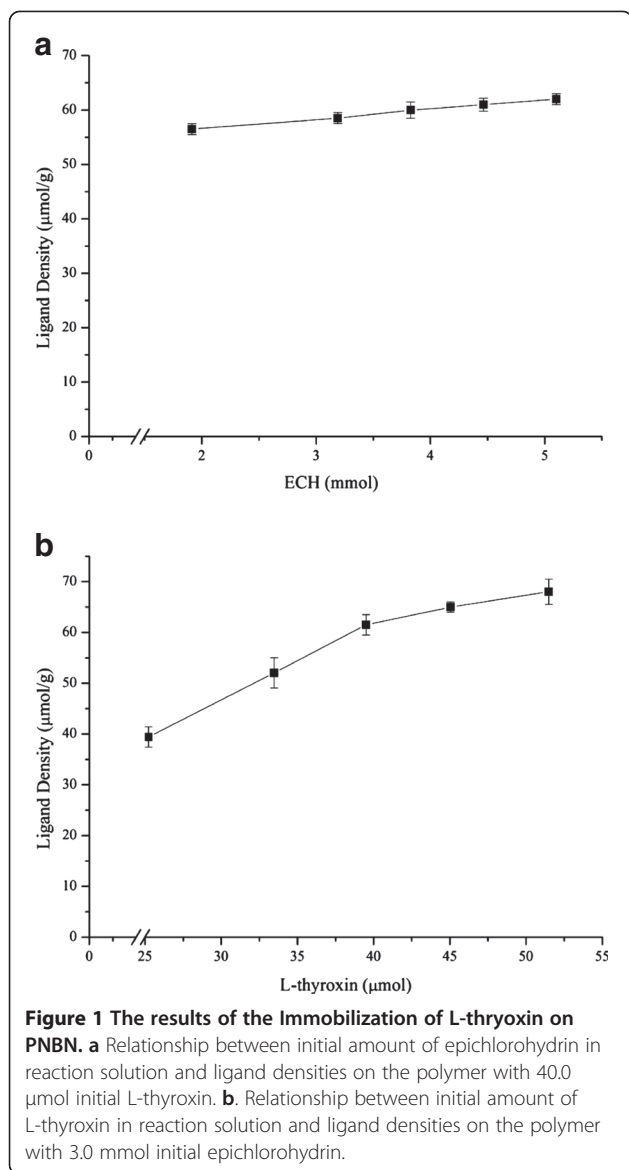 a
70
60
50
40
30
20
10
0
Ligand Density (μmol/g)
0 2 3 4 5
ECH (mmol)
b
70
60
50
40
30
20
10
0
Ligand Density (μmol/g)
0 25 30 35 40 45 50 55
L-thyroxin (μmol)
Figure 1 The results of the Immobilization of L-thryoxin on
PNBN. a Relationship between initial amount of epichlorohydrin in
reaction solution and ligand densities on the polymer with 40.0
μmol initial L-thyroxin. b. Relationship between initial amount of
L-thyroxin in reaction solution and ligand densities on the polymer
with 3.0 mmol initial epichlorohydrin.